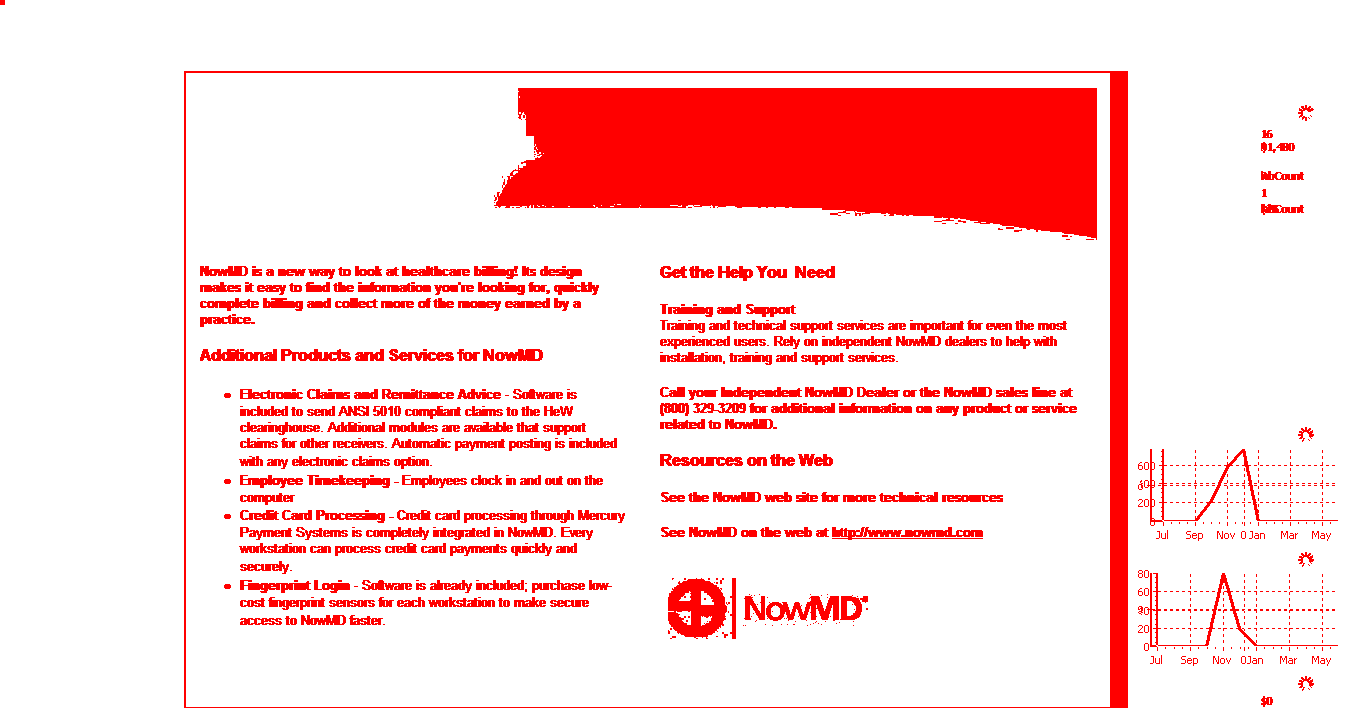 NowMD is a new way to look at healthcare billing! Its design
makes it easy to find the information you're looking for, quickly
complete billing and collect more of the money earned by a
practice.
Additional Products and Services for NowMD
• Electronic Claims and Remittance Advice - Software is
included to send ANSI 5010 compliant claims to the HeW
clearinghouse. Additional modules are available that support
claims for other receivers. Automatic payment posting is included
with any electronic claims option.
• Employee Timekeeping - Employees clock in and out on the
computer
• Credit Card Processing - Credit card processing through Mercury
Payment Systems is completely integrated in NowMD. Every
workstation can process credit card payments quickly and
securely.
• Fingerprint Login - Software is already included; purchase low-
cost fingerprint sensors for each workstation to make secure
access to NowMD faster.
Get the Help You Need
Training and Support
Training and technical support services are important for even the most
experienced users. Rely on independent NowMD dealers to help with
installation, training and support services.
Call your Independent NowMD Dealer or the NowMD sales line at
(800) 329-3209 for additional information on any product or service
related to NowMD.
Resources on the Web
See the NowMD web site for more technical resources
See NowMD on the web at http://www.nowmd.com
NowMD
16
Count
1
Count
600
400
200
0
Jul Sep Nov 0 Jan Mar May
80
60
40
20
0
Jul Sep Nov 0 Jan Mar May
$0